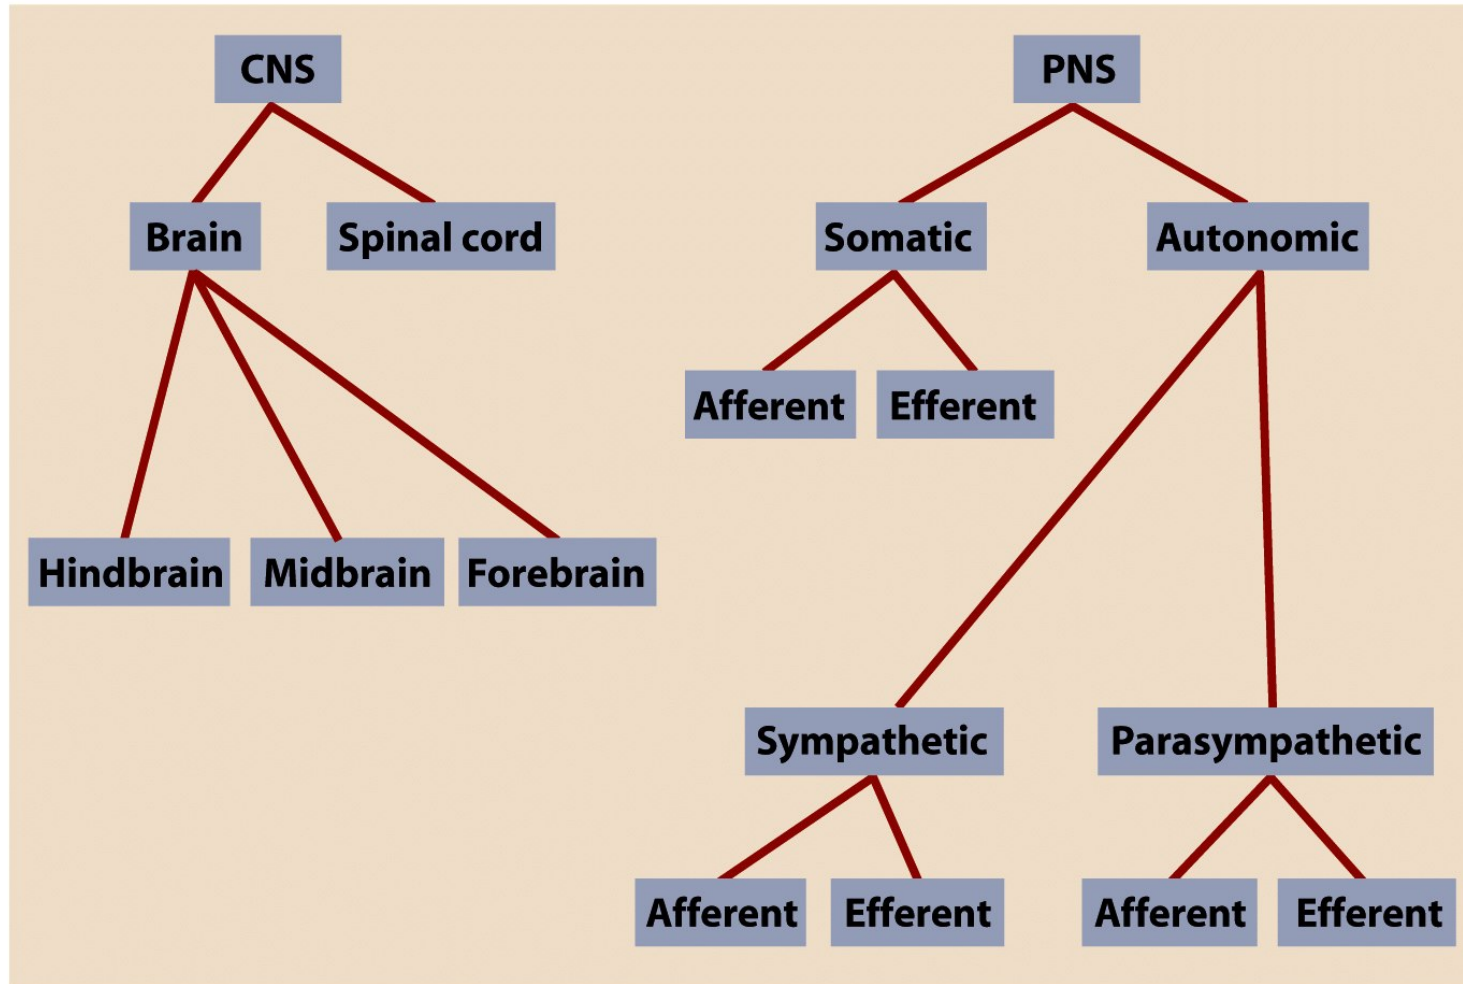 CNS
PNS
Brain
Spinal cord
Somatic
Autonomic
Afferent
Efferent
Hindbrain
Midbrain
Forebrain
Sympathetic
Parasympathetic
Afferent
Efferent
Afferent
Efferent